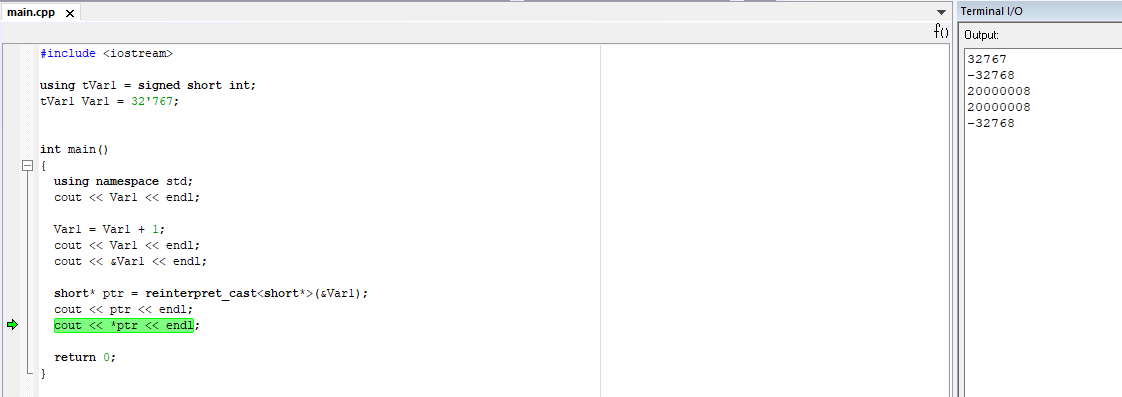 main.cpp x
f()
#include <iostream>
using tVar1 = signed short int;
tVar1 Var1 = 32'767;
int main()
{
using namespace std;
cout << Var1 << endl;
Var1 = Var1 + 1;
cout << Var1 << endl;
cout << &Var1 << endl;
short* ptr = reinterpret_cast<short*>(&Var1);
cout << ptr << endl;
cout << *ptr << endl;
return 0;
}
Terminal I/O
Output:
32767
-32768
20000008
20000008
-32768